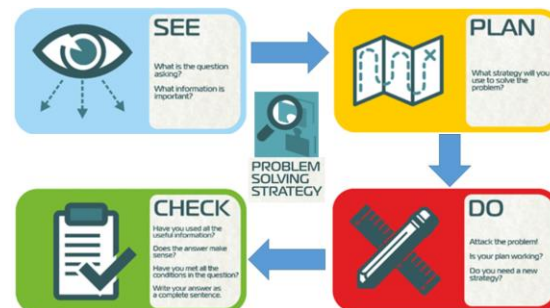 SEE
What is the question
asking?
What information is
important?
PLAN
What strategy will you
use to solve the
problem?
PROBLEM
SOLVING
STRATEGY
DO
Attack the problem!
Is your plan working?
Do you need a new
strategy?
CHECK
Have you used all the
useful information?
Does the answer make
sense?
Have you met all the
conditions in the question?
Write your answer as
a complete sentence.